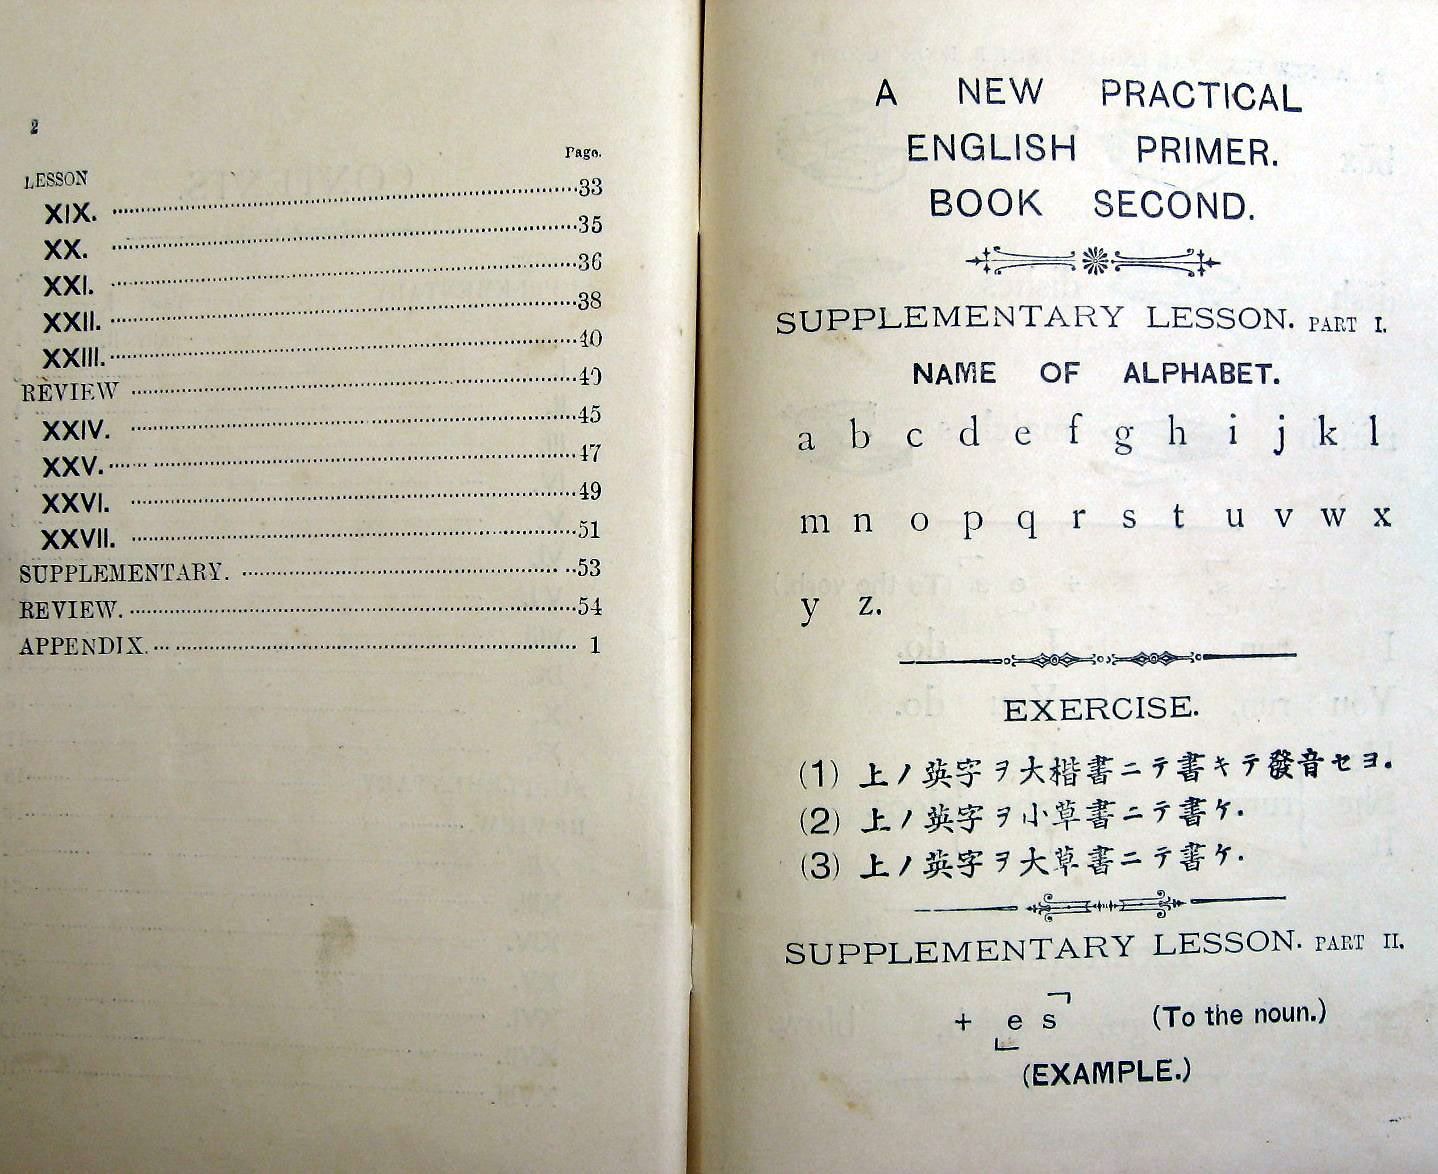 2
Page.
LESSON
XIX. 33
XX. 35
XXI. 36
XXII. 38
XXIII. 40
REVIEW 40
XXIV. 45
XXV. 47
XXVI. 49
XXVII. 51
SUPPLEMENTARY. 53
REVIEW. 54
APPENDIX. 1
A NEW PRACTICAL
ENGLISH PRIMER.
BOOK SECOND.
SUPPLEMENTARY LESSON. PART I.
NAME OF ALPHABET.
a b c d e f g h i j k l
m n o p q r s t u v w x
y z.
EXERCISE.
(1) 上ノ英字ヲ大楷書ニテ書キテ發音セヨ.
(2) 上ノ英字ヲ小草書ニテ書ケ.
(3) 上ノ英字ヲ大草書ニテ書ケ.
SUPPLEMENTARY LESSON. PART II.
+ e s (To the noun.)
(EXAMPLE.)